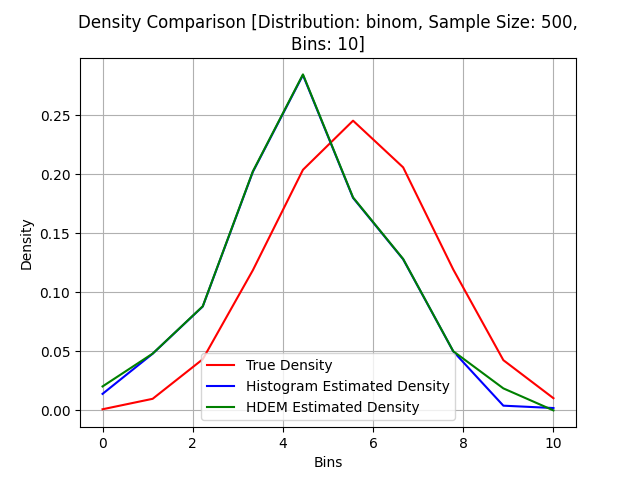 Density Comparison [Distribution: binom, Sample Size: 500,
Bins: 10]
Density
0.25
0.20
0.15
0.10
0.05
0.00
True Density
Histogram Estimated Density
HDEM Estimated Density
0 2 4 6 8 10
Bins